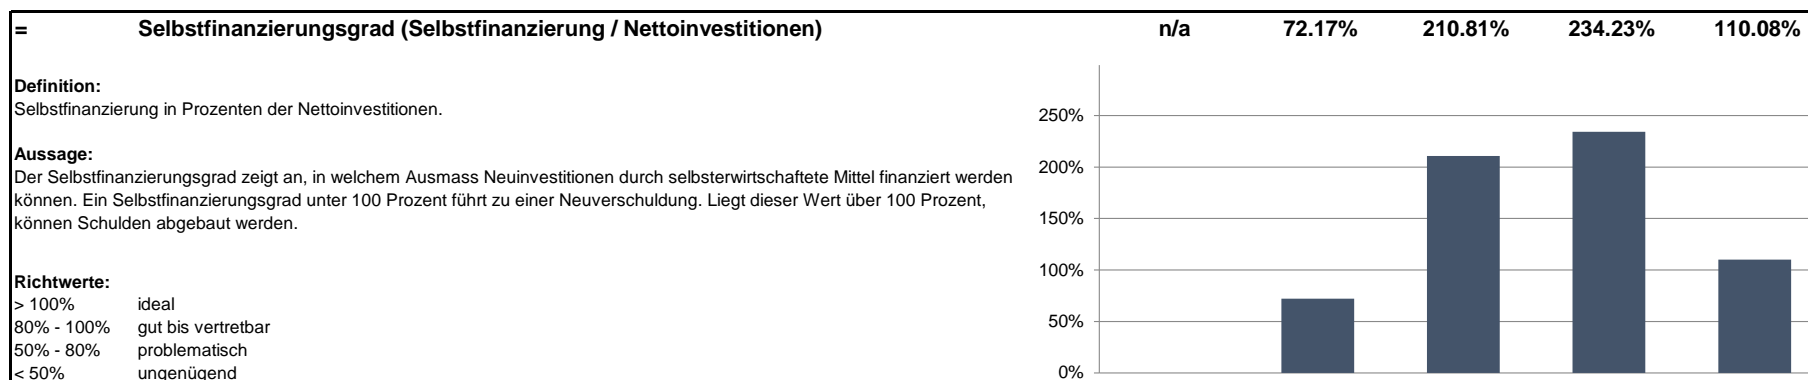 = Selbstfinanzierungsgrad (Selbstfinanzierung / Nettoinvestitionen) n/a 72.17% 210.81% 234.23% 110.08%
Definition:
Selbstfinanzierung in Prozenten der Nettoinvestitionen.
Aussage:
Der Selbstfinanzierungsgrad zeigt an, in welchem Ausmass Neuinvestitionen durch selbsterwirtschaftete Mittel finanziert werden
können. Ein Selbstfinanzierungsgrad unter 100 Prozent führt zu einer Neuverschuldung. Liegt dieser Wert über 100 Prozent,
können Schulden abgebaut werden.
Richtwerte:
> 100% ideal
80% - 100% gut bis vertretbar
50% - 80% problematisch
< 50% ungenügend
250%
200%
150%
100%
50%
0%